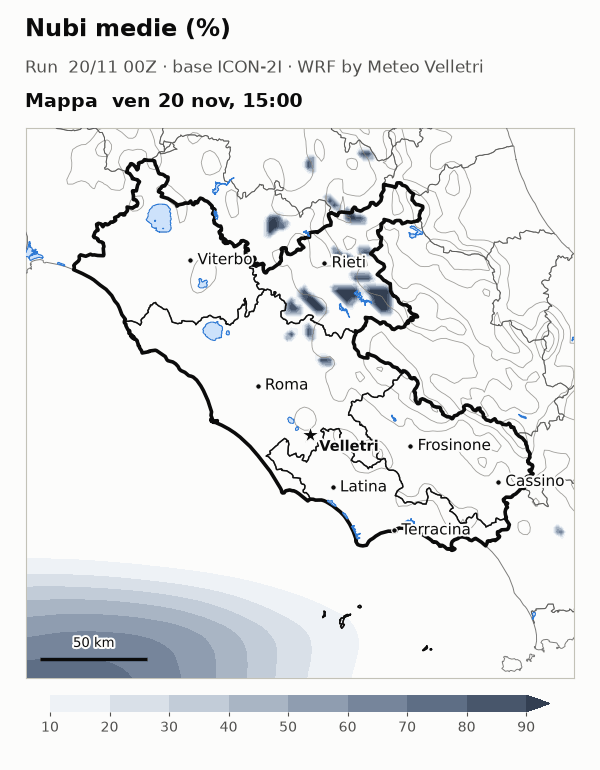 Nubi medie (%)
Run  20/11 00Z · base ICON-2I · WRF by Meteo Velletri
Mappa  ven 20 nov, 15:00
Viterbo
Rieti
Roma
Velletri
Frosinone
Latina
Cassino
Terracina
50 km
10 20 30 40 50 60 70 80 90